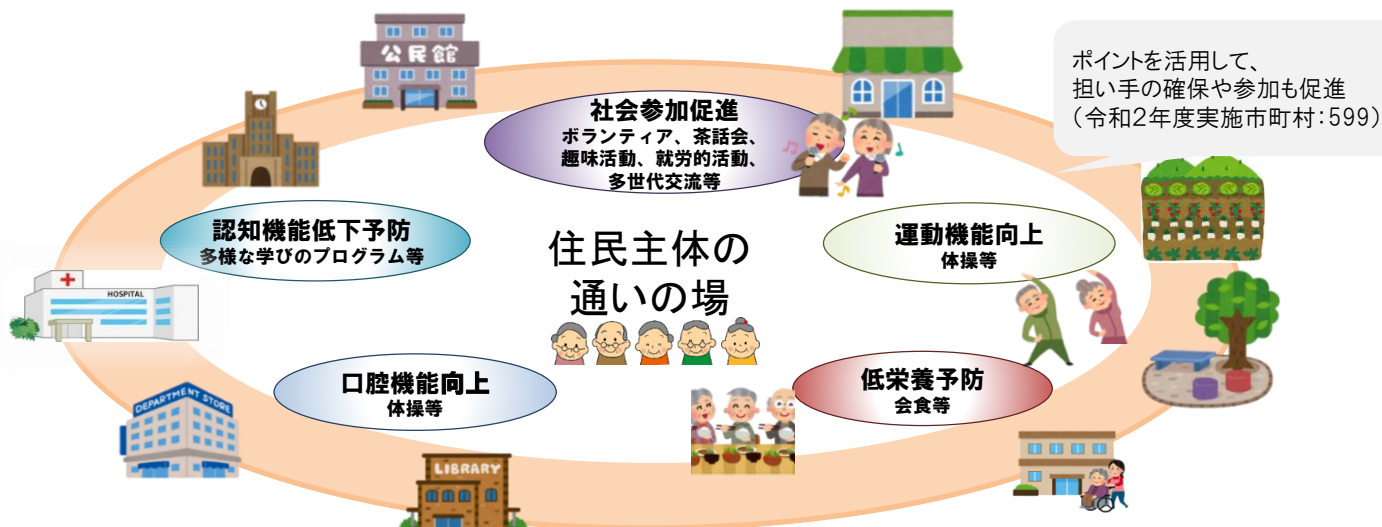 公民館
ポイントを活用して、
担い手の確保や参加も促進
（令和2年度実施市町村：599）
社会参加促進
ボランティア、茶話会、
趣味活動、就労的活動、
多世代交流等
認知機能低下予防
多様な学びのプログラム等
運動機能向上
体操等
住民主体の
通いの場
HOSPITAL
口腔機能向上
体操等
低栄養予防
会食等
DEPARTMENT STORE
LIBRARY